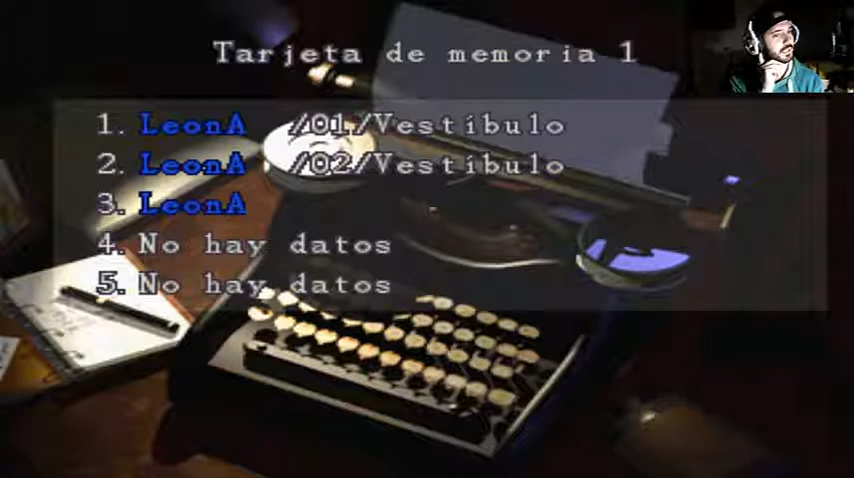 Tarjeta de memoria 1
1. LeonA /01/Vestíbulo
2. LeonA /02/Vestíbulo
3. LeonA
4. No hay datos
5. No hay datos